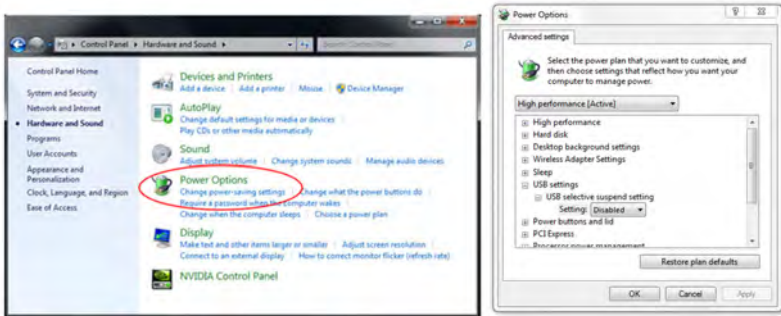 Control Panel ▸ Hardware and Sound ▸
Control Panel Home
System and Security
Network and Internet
Hardware and Sound
Programs
User Accounts
Appearance and
Personalization
Clock, Language, and Region
Ease of Access
Devices and Printers
Add a device | Add a printer | Mouse | Device Manager
AutoPlay
Change default settings for media or devices |
Play CDs or other media automatically
Sound
Adjust system volume | Change system sounds | Manage audio devices
Power Options
Change power-saving settings | Change what the power buttons do |
Require a password when the computer wakes |
Change when the computer sleeps | Choose a power plan
Display
Make text and other items larger or smaller | Adjust screen resolution |
Connect to an external display | How to correct monitor flicker (refresh rate)
NVIDIA Control Panel
Power Options
Advanced settings
Select the power plan that you want to customize, and
then choose settings that reflect how you want your
computer to manage power.
High performance [Active]
High performance
Hard disk
Desktop background settings
Wireless Adapter Settings
Sleep
USB settings
USB selective suspend setting
Setting: Disabled
Power buttons and lid
PCI Express
Processor power management
Restore plan defaults
OK Cancel Apply